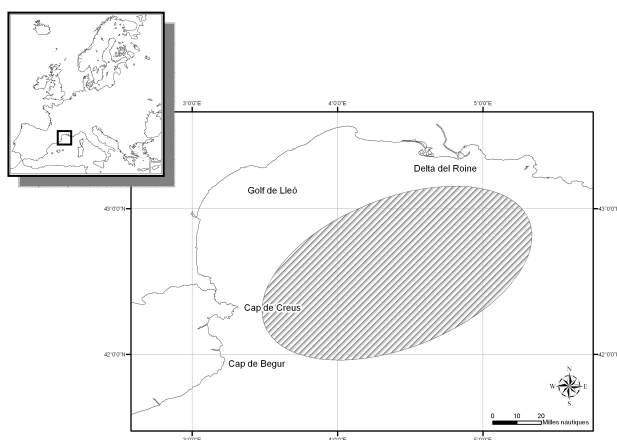 3°0'0"E 4°0'0"E 5°0'0"E
Delta del Roine
Golf de Lleó
43°0'0"N 43°0'0"N
Cap de Creus
Cap de Begur
42°0'0"N 42°0'0"N
N
W E
S
0 10 20
Milles nàutiques
3°0'0"E 4°0'0"E 5°0'0"E